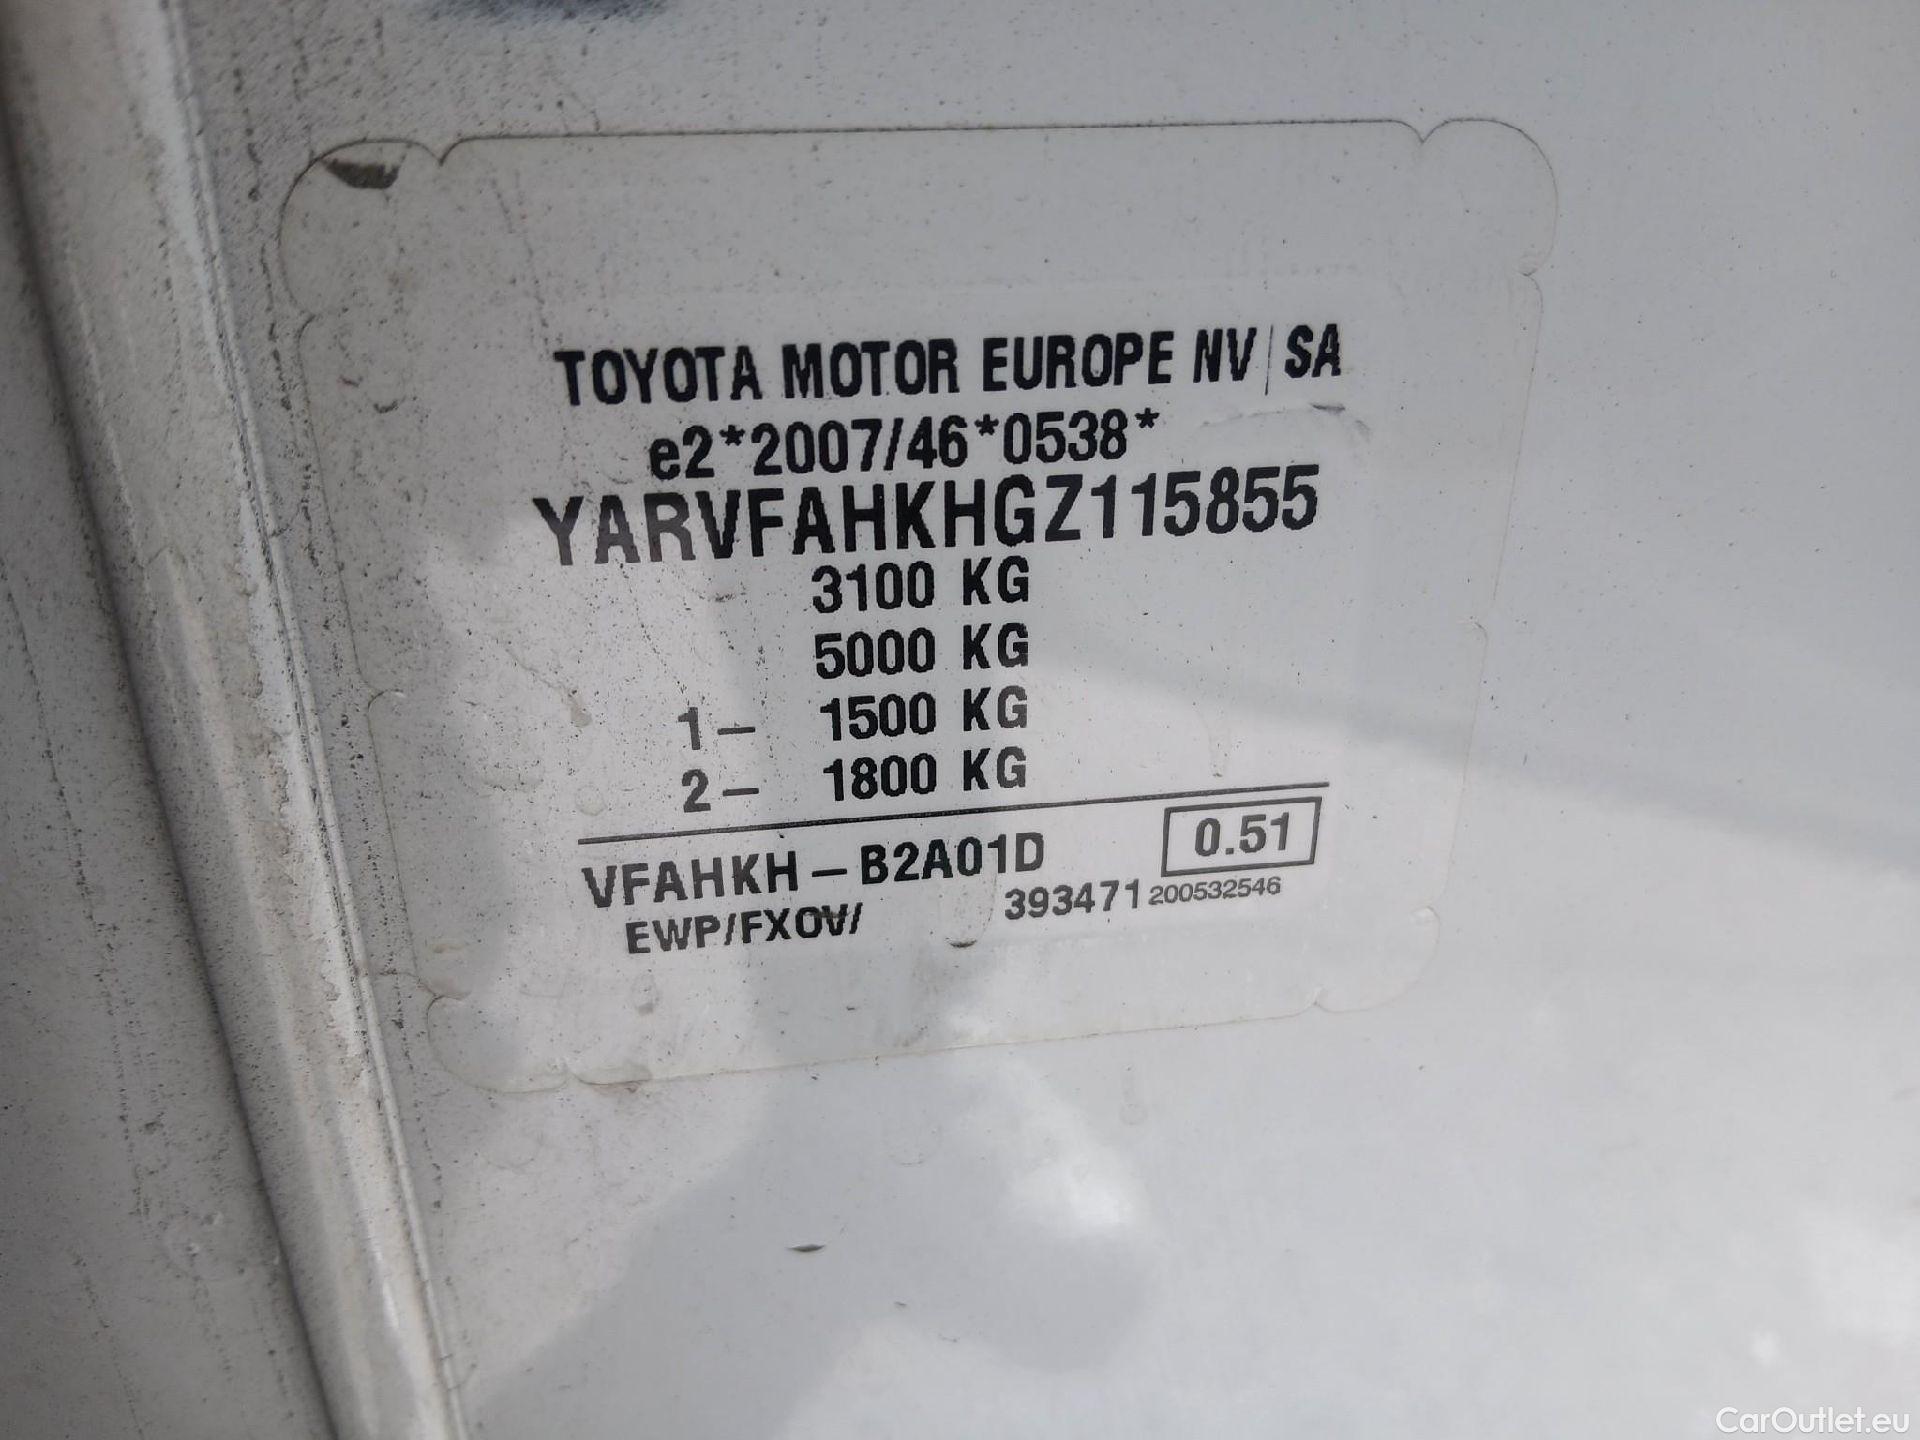 TOYOTA MOTOR EUROPE NV/SA
e2*2007/46*0538*
YARVFAHKHGZ115855
3100 KG
5000 KG
1- 1500 KG
2- 1800 KG
VFAHKH-B2A01D 0.51
EWP/FXOV/ 393471 200532546
CarOutlet.eu